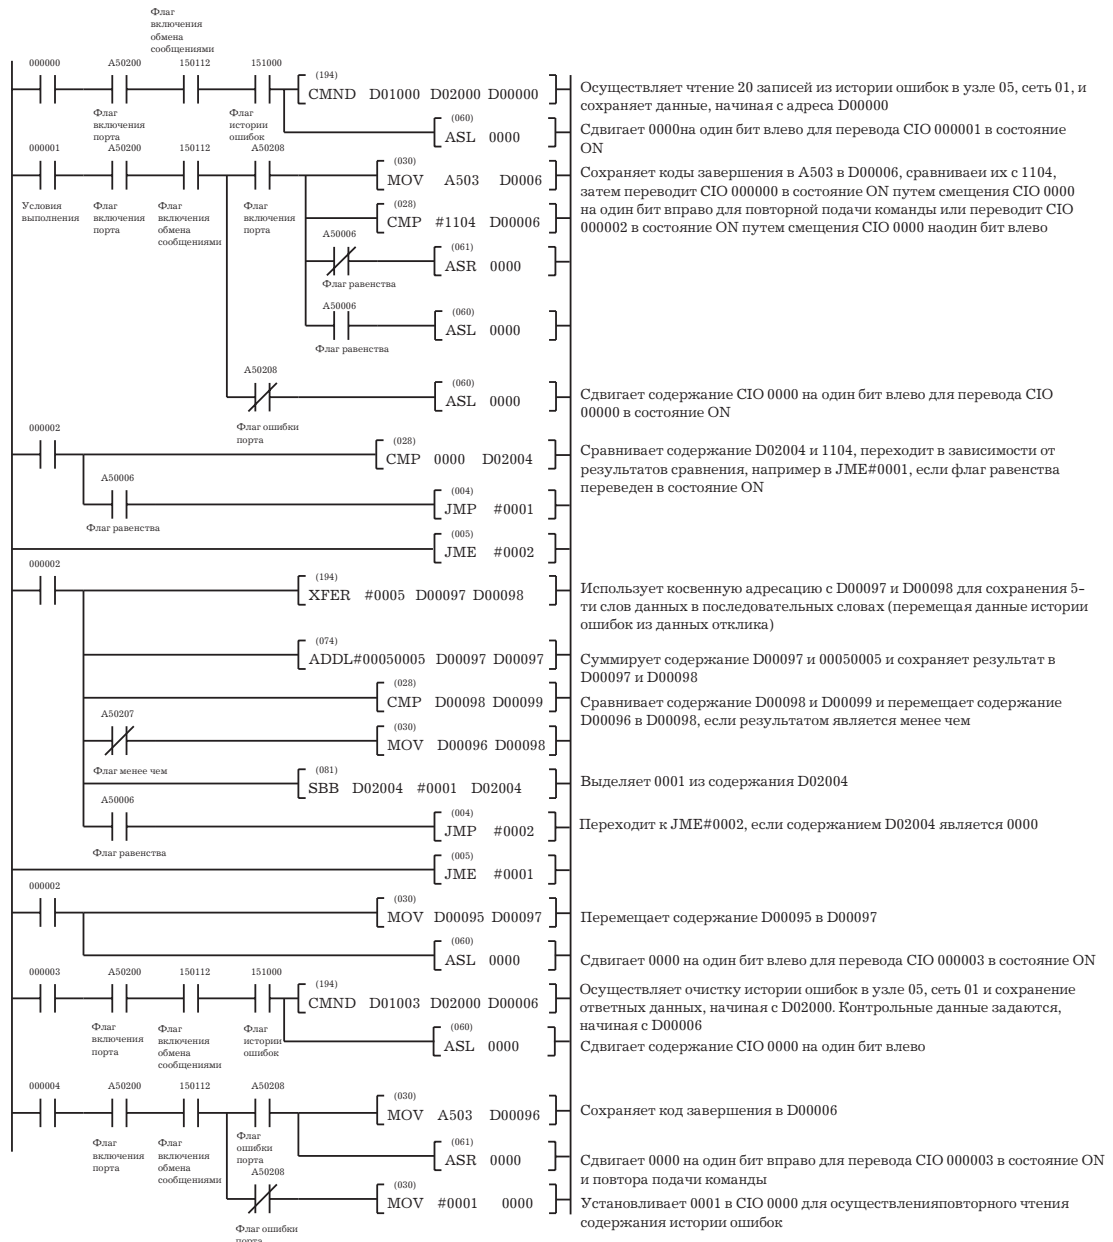 Флаг
включения
обмена
сообщениями
000000 A50200 150112 151000
(194)
CMND D01000 D02000 D00000
Осуществляет чтение 20 записей из истории ошибок в узле 05, сеть 01, и
сохраняет данные, начиная с адреса D00000
Флаг
включения
порта
Флаг
истории
ошибок
(060)
ASL 0000
Сдвигает 0000на один бит влево для перевода CIO 000001 в состояние
ON
000001 A50200 150112 A50208
(030)
MOV A503 D0006
Сохраняет коды завершения в A503 в D00006, сравниваеи их с 1104,
затем переводит CIO 000000 в состояние ON путем смещения CIO 0000
на один бит вправо для повторной подачи команды или переводит CIO
000002 в состояние ON путем смещения CIO 0000 наодин бит влево
Условия
выполнения
Флаг
включения
порта
Флаг
включения
обмена
сообщениями
Флаг
включения
порта
(028)
CMP #1104 D00006
A50006
(061)
ASR 0000
Флаг равенства
A50006
(060)
ASL 0000
Флаг равенства
A50208
(060)
ASL 0000
Сдвигает содержание CIO 0000 на один бит влево для перевода CIO
00000 в состояние ON
Флаг ошибки
порта
000002
(028)
CMP 0000 D02004
Сравнивает содержание D02004 и 1104, переходит в зависимости от
результатов сравнения, например в JME#0001, если флаг равенства
переведен в состояние ON
A50006
(004)
JMP #0001
Флаг равенства
(005)
JME #0002
000002
(194)
XFER #0005 D00097 D00098
Использует косвенную адресацию с D00097 и D00098 для сохранения 5-
ти слов данных в последовательных словах (перемещая данные истории
ошибок из данных отклика)
(074)
ADDL#00050005 D00097 D00097
Суммирует содержание D00097 и 00050005 и сохраняет результат в
D00097 и D00098
(028)
CMP D00098 D00099
Сравнивает содержание D00098 и D00099 и перемещает содержание
D00096 в D00098, если результатом является менее чем
A50207
(030)
MOV D00096 D00098
Флаг менее чем
(081)
SBB D02004 #0001 D02004
Выделяет 0001 из содержания D02004
A50006
(004)
JMP #0002
Переходит к JME#0002, если содержанием D02004 является 0000
Флаг равенства
(005)
JME #0001
000002
(030)
MOV D00095 D00097
Перемещает содержание D00095 в D00097
(060)
ASL 0000
Сдвигает 0000 на один бит влево для перевода CIO 000003 в состояние ON
000003 A50200 150112 151000
(194)
CMND D01003 D02000 D00006
Осуществляет очистку истории ошибок в узле 05, сеть 01 и сохранение
ответных данных, начиная с D02000. Контрольные данные задаются,
начиная с D00006
Флаг
включения
порта
Флаг
включения
обмена
сообщениями
Флаг
истории
ошибок
(060)
ASL 0000
Сдвигает содержание CIO 0000 на один бит влево
000004 A50200 150112 A50208
(030)
MOV A503 D00096
Сохраняет код завершения в D00006
Флаг
включения
порта
Флаг
включения
обмена
сообщениями
Флаг
ошибки
порта
(061)
ASR 0000
Сдвигает 0000 на один бит вправо для перевода CIO 000003 в состояние ON
и повтора подачи команды
A50208
(030)
MOV #0001 0000
Установливает 0001 в CIO 0000 для осуществленияповторного чтения
содержания истории ошибок
Флаг ошибки
порта